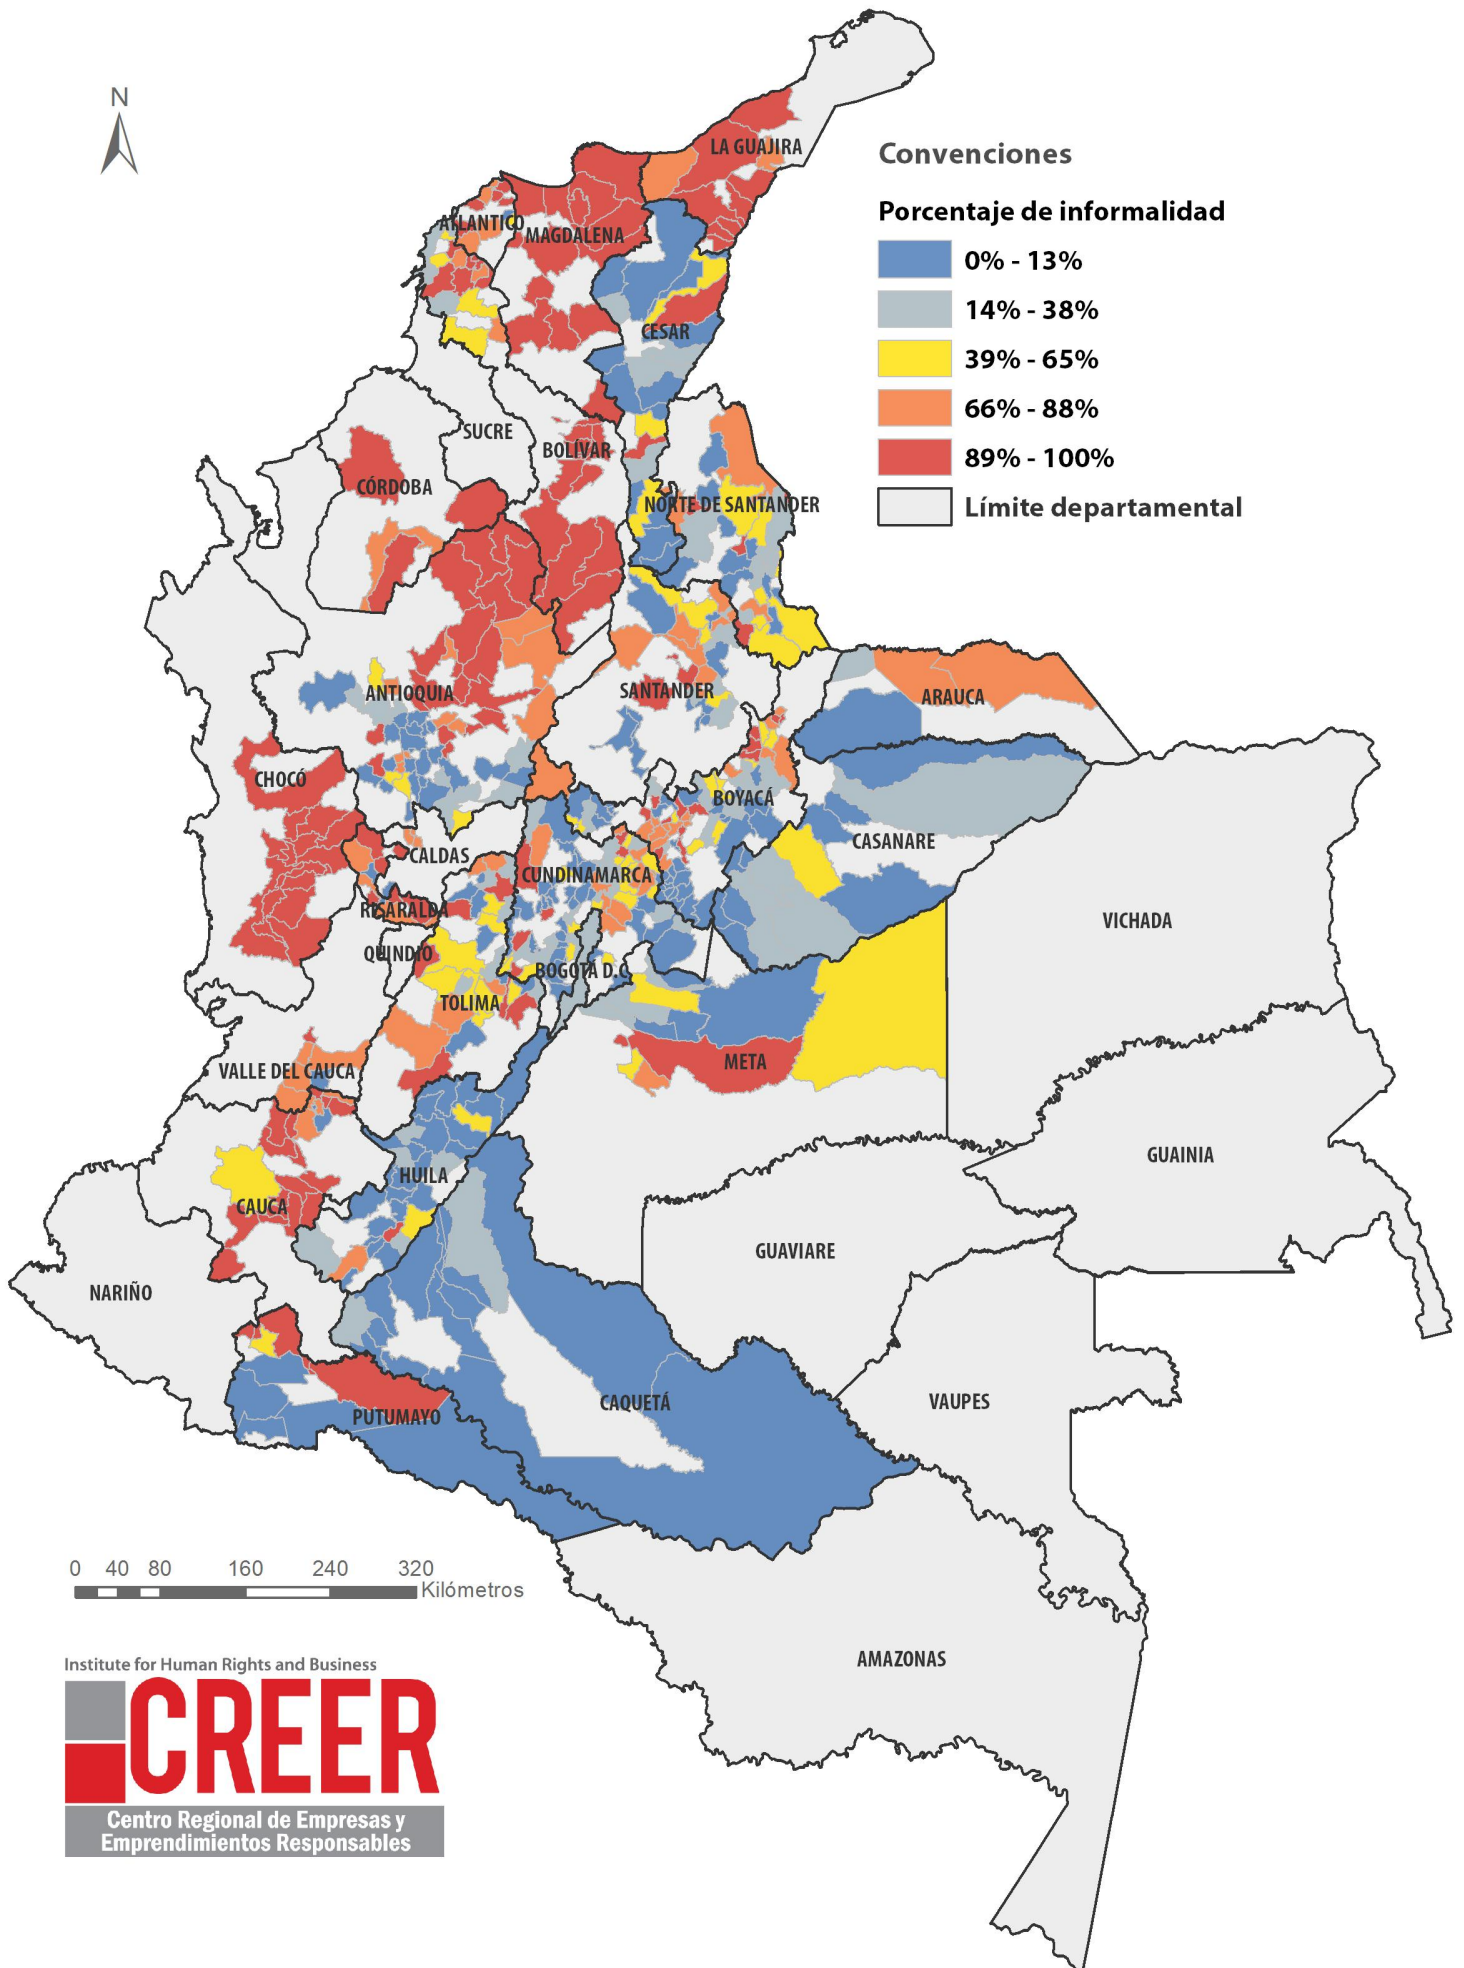 N
Convenciones
Porcentaje de informalidad
0% - 13%
14% - 38%
39% - 65%
66% - 88%
89% - 100%
Límite departamental
LA GUAJIRA
ATLANTICO
MAGDALENA
CESAR
SUCRE
BOLÍVAR
CÓRDOBA
NORTE DE SANTANDER
ANTIOQUIA
SANTANDER
ARAUCA
CHOCÓ
BOYACÁ
CASANARE
CALDAS
CUNDINAMARCA
RISARALDA
VICHADA
QUINDIO
BOGOTA D.C
TOLIMA
META
VALLE DEL CAUCA
GUAINIA
HUILA
CAUCA
GUAVIARE
NARIÑO
CAQUETÁ
VAUPES
PUTUMAYO
AMAZONAS
0 40 80 160 240 320
Kilómetros
Institute for Human Rights and Business
CREER
Centro Regional de Empresas y
Emprendimientos Responsables